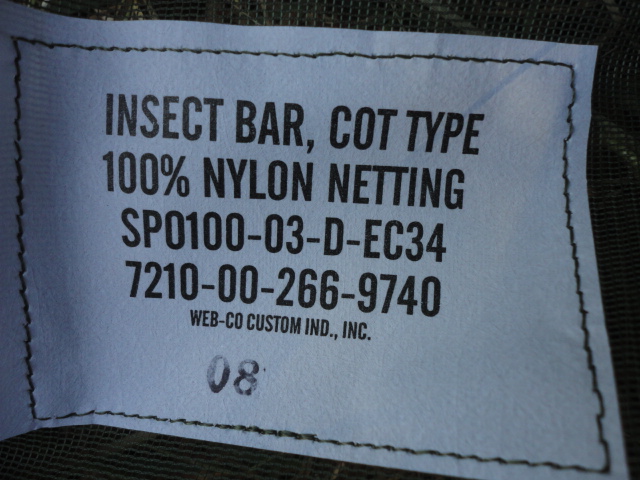 INSECT BAR, COT TYPE
100% NYLON NETTING
SP0100-03-D-EC34
7210-00-266-9740
WEB-CO CUSTOM IND., INC.
08